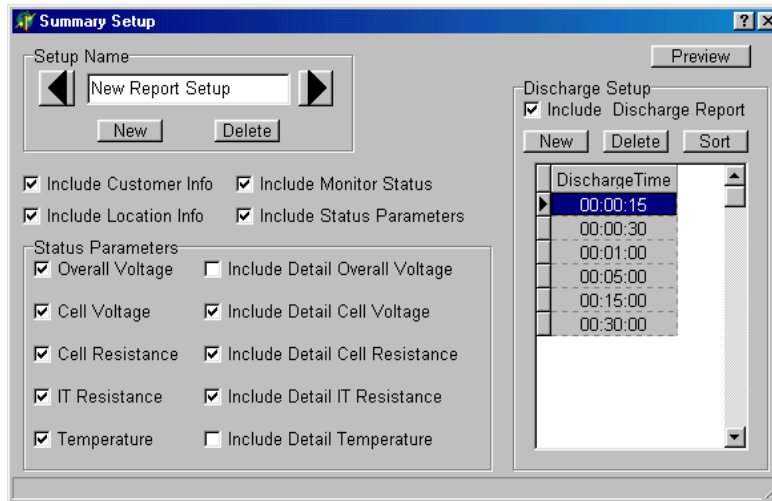 Summary Setup
Setup Name
New Report Setup
New Delete
Preview
Include Customer Info Include Monitor Status
Include Location Info Include Status Parameters
Status Parameters
Overall Voltage Include Detail Overall Voltage
Cell Voltage Include Detail Cell Voltage
Cell Resistance Include Detail Cell Resistance
IT Resistance Include Detail IT Resistance
Temperature Include Detail Temperature
Discharge Setup
Include Discharge Report
New Delete Sort
DischargeTime
00:00:15
00:00:30
00:01:00
00:05:00
00:15:00
00:30:00